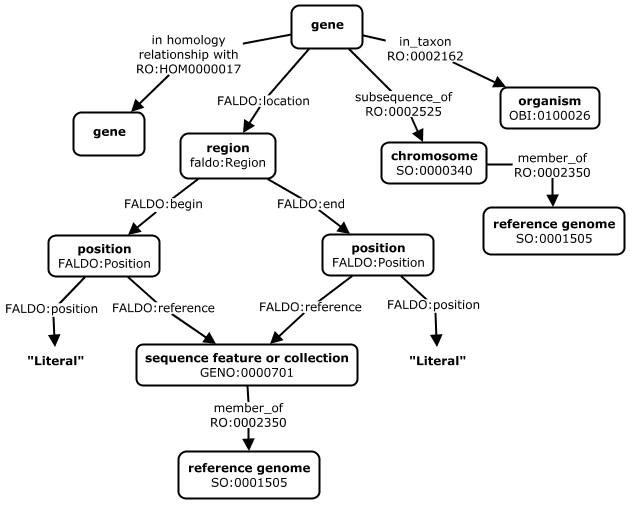 gene
in homology
relationship with
RO:HOM0000017
in_taxon
RO:0002162
FALDO:location
subsequence_of
RO:0002525
organism
OBI:0100026
gene
region
faldo:Region
chromosome
SO:0000340
member_of
RO:0002350
FALDO:begin
FALDO:end
reference genome
SO:0001505
position
FALDO:Position
position
FALDO:Position
FALDO:position
FALDO:reference
FALDO:reference
FALDO:position
"Literal"
sequence feature or collection
GENO:0000701
"Literal"
member_of
RO:0002350
reference genome
SO:0001505